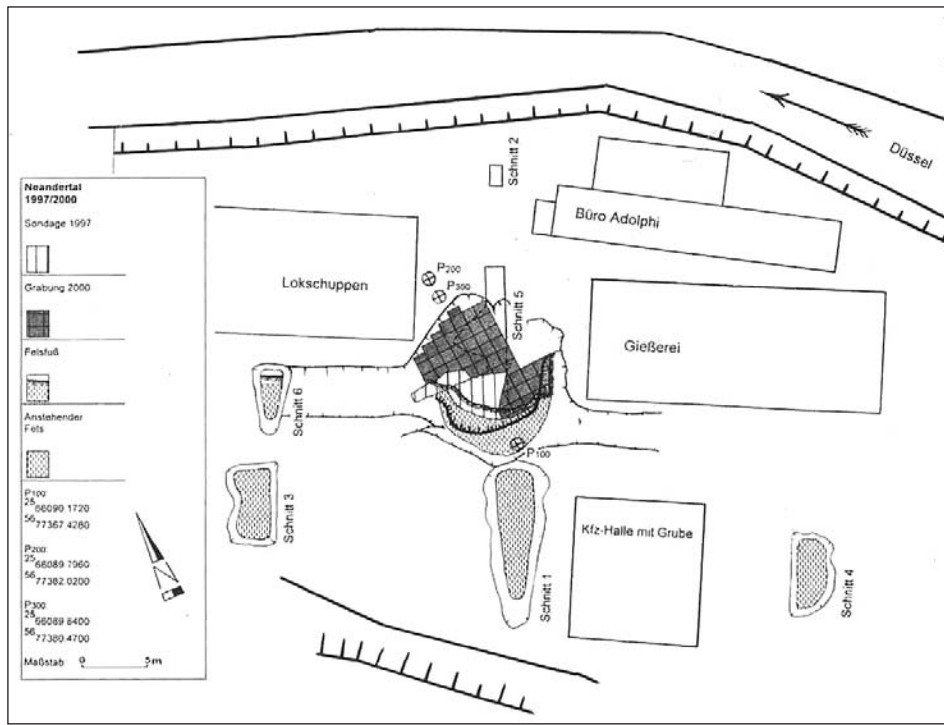 Neandertal
1997/2000
Sondage 1997
Grabung 2000
Felsfuß
Anstehender
Fels
P100
25 66090.1720
56 77367.4280
P200
25 66089.7960
56 77382.0200
P300
25 66089.8400
56 77380.4700
Maßstab 0 5m
Düssel
Schnitt 2
Büro Adolphi
Lokschuppen
P200
P300
Schnitt 5
Gießerei
Schnitt 6
P100
Schnitt 3
Schnitt 1
Kfz-Halle mit Grube
Schnitt 4